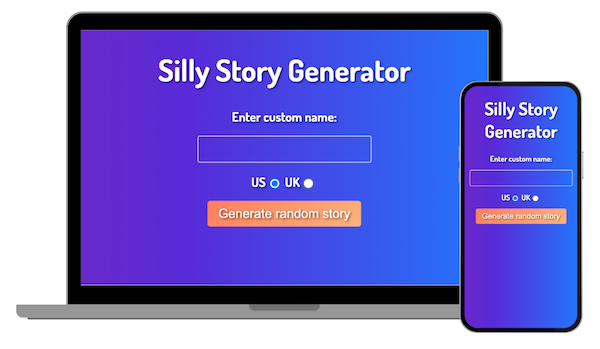 Silly Story Generator
Enter custom name:
US UK
Generate random story
Silly Story
Generator
Enter custom name:
US UK
Generate random story